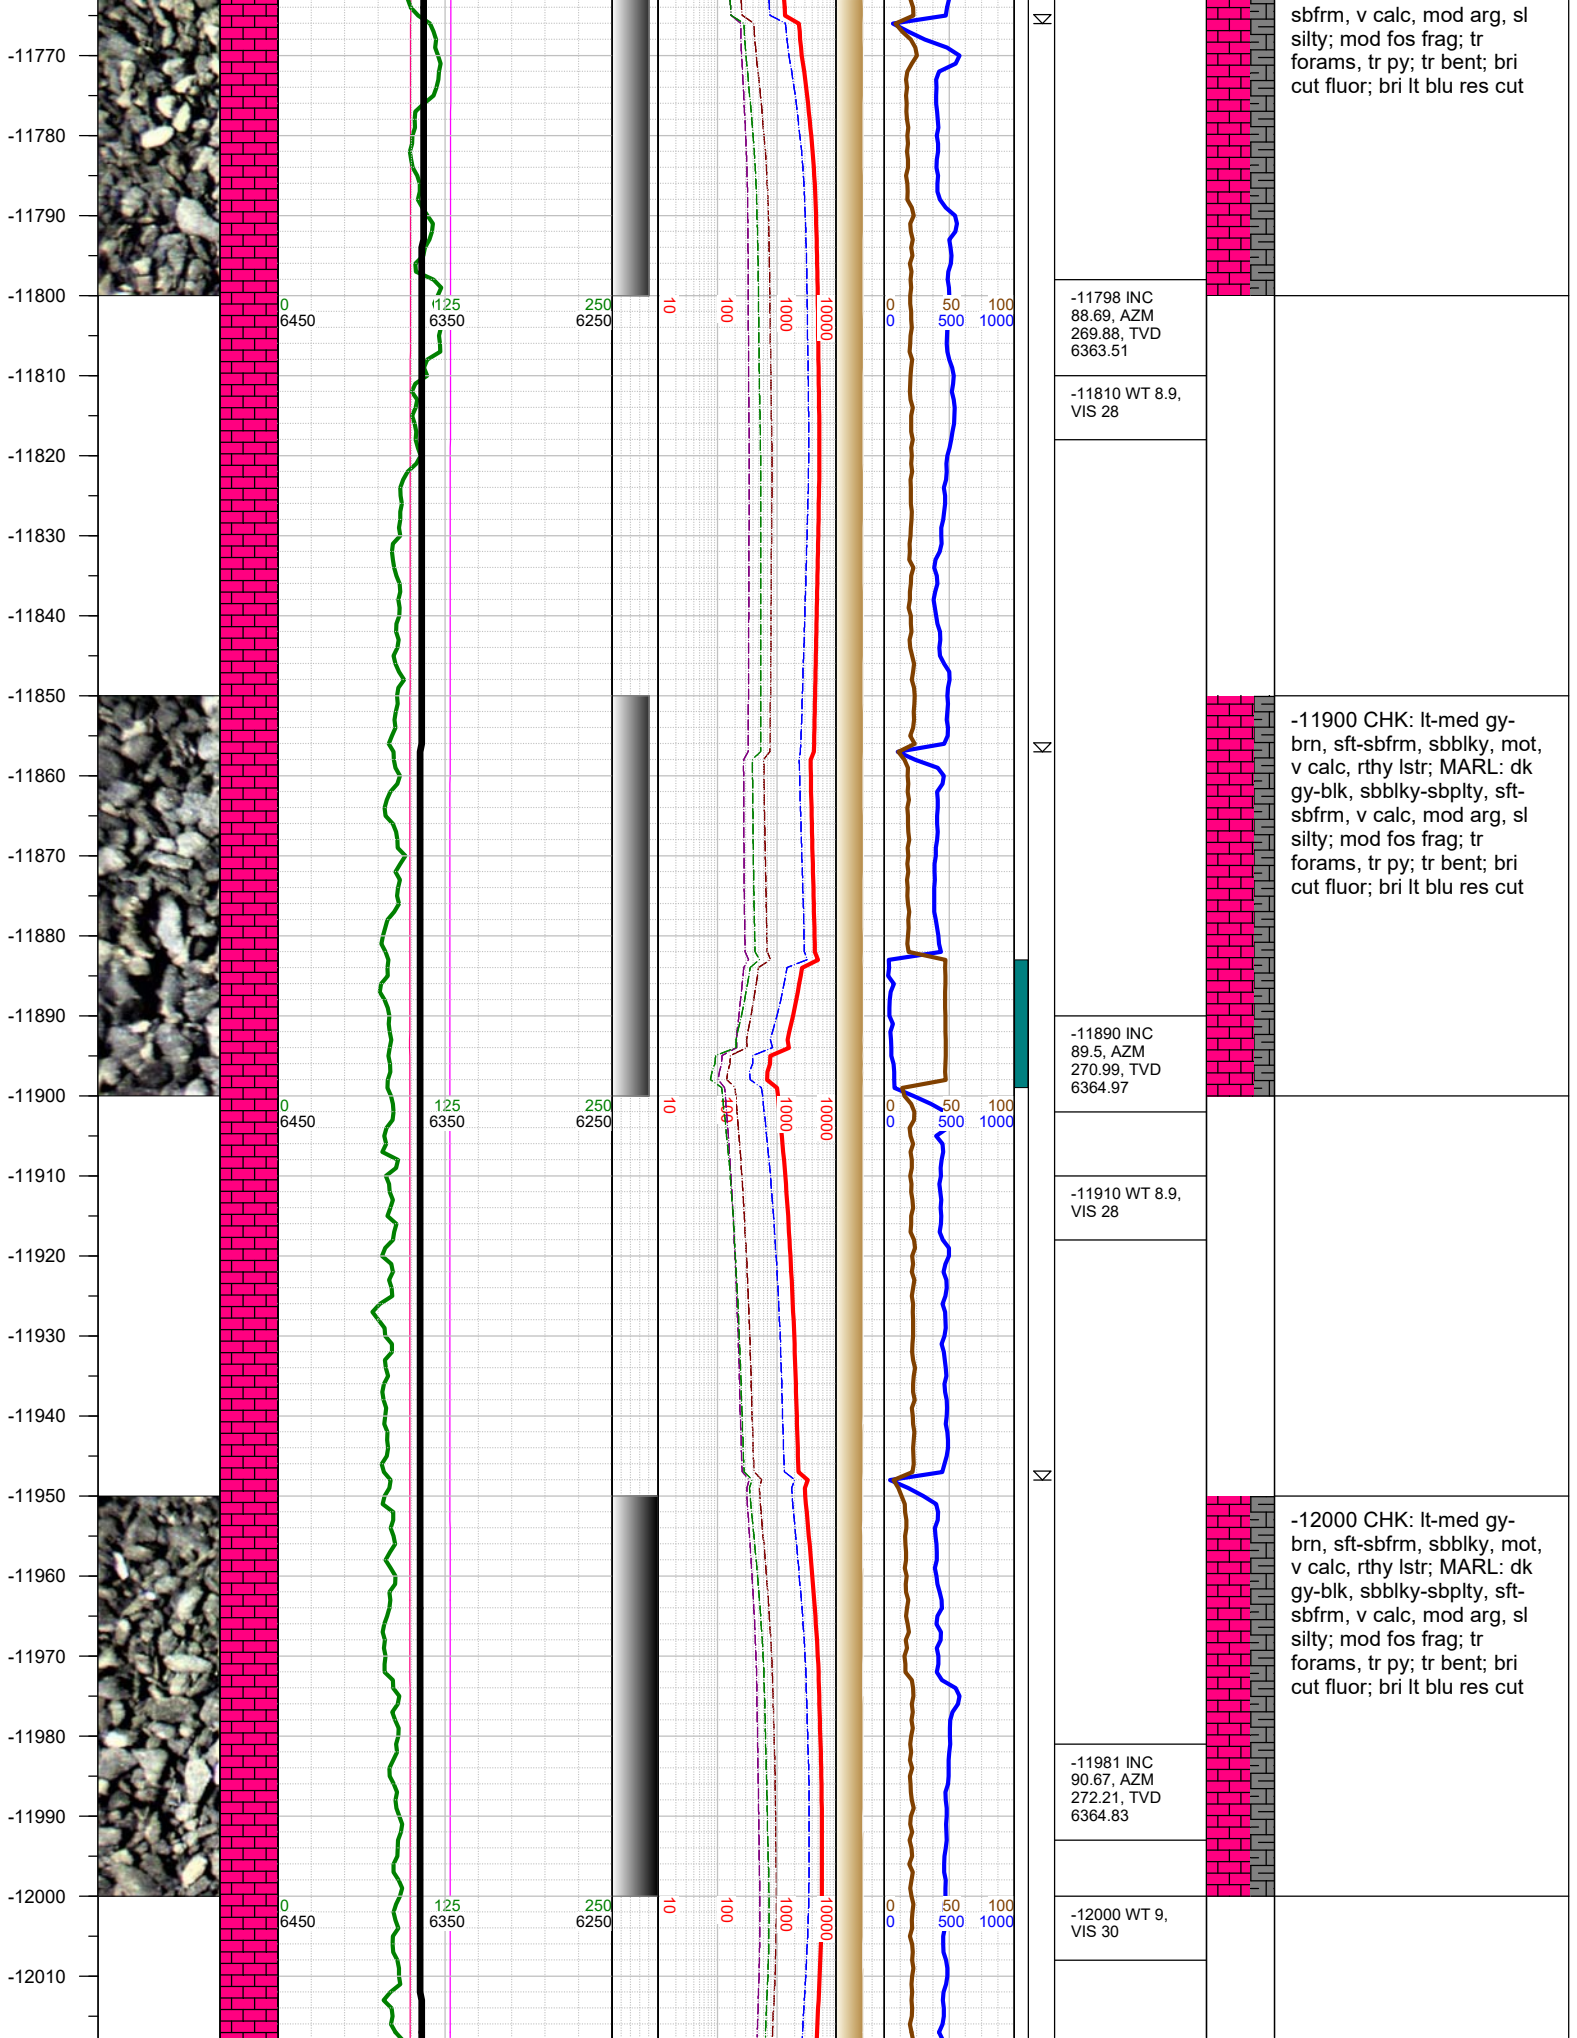 sbfrm, v calc, mod arg, sl
silty; mod fos frag; tr
forams, tr py; tr bent; bri
cut fluor; bri lt blu res cut
-11770
-11780
-11790
-11800
0 125 250
6450 6350 6250
10 100 1000 10000
0 50 100
0 500 1000
-11798 INC
88.69, AZM
269.88, TVD
6363.51
-11810
-11810 WT 8.9,
VIS 28
-11820
-11830
-11840
-11850
-11900 CHK: lt-med gy-
brn, sft-sbfrm, sbblky, mot,
v calc, rthy lstr; MARL: dk
gy-blk, sbblky-sbplty, sft-
sbfrm, v calc, mod arg, sl
silty; mod fos frag; tr
forams, tr py; tr bent; bri
cut fluor; bri lt blu res cut
-11860
-11870
-11880
-11890
-11890 INC
89.5, AZM
270.99, TVD
6364.97
-11900
0 125 250
6450 6350 6250
10 100 1000 10000
0 50 100
0 500 1000
-11910
-11910 WT 8.9,
VIS 28
-11920
-11930
-11940
-11950
-12000 CHK: lt-med gy-
brn, sft-sbfrm, sbblky, mot,
v calc, rthy lstr; MARL: dk
gy-blk, sbblky-sbplty, sft-
sbfrm, v calc, mod arg, sl
silty; mod fos frag; tr
forams, tr py; tr bent; bri
cut fluor; bri lt blu res cut
-11960
-11970
-11980
-11981 INC
90.67, AZM
272.21, TVD
6364.83
-11990
-12000
0 125 250
6450 6350 6250
10 100 1000 10000
0 50 100
0 500 1000
-12000 WT 9,
VIS 30
-12010